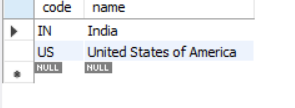 code name
IN India
US United States of America
NULL NULL